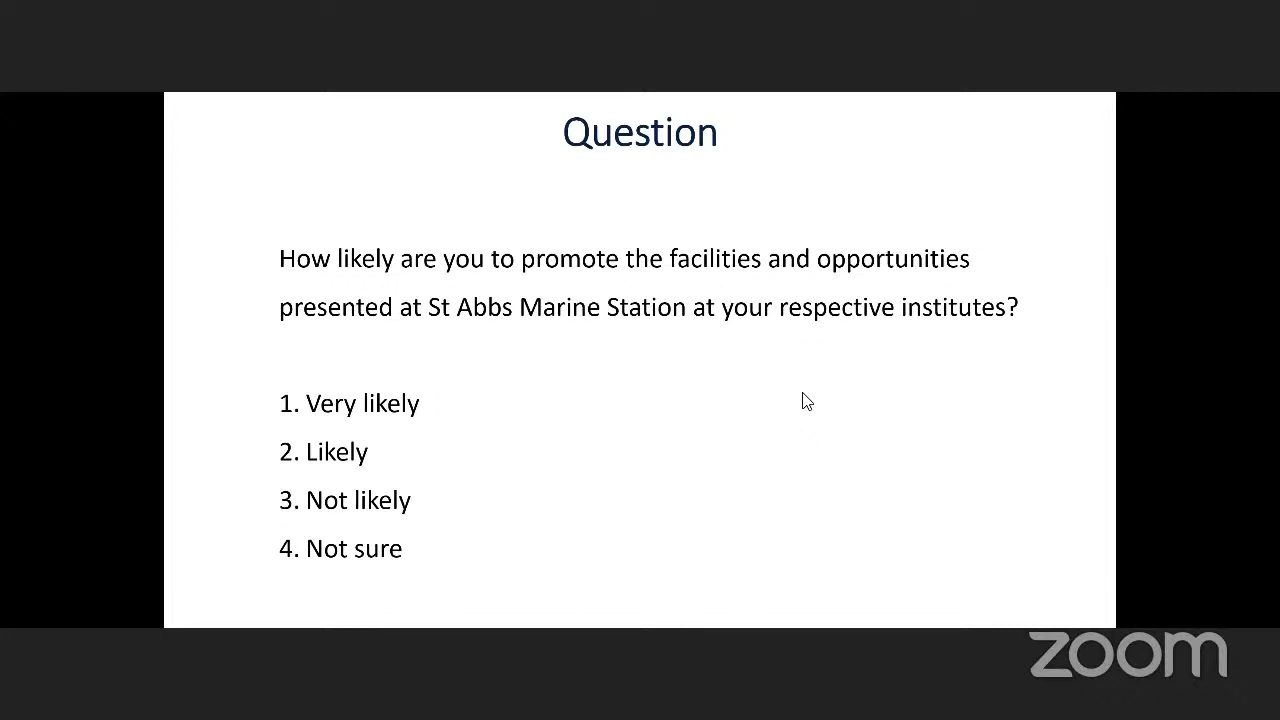 Question
How likely are you to promote the facilities and opportunities
presented at St Abbs Marine Station at your respective institutes?
1. Very likely
2. Likely
3. Not likely
4. Not sure
zoom